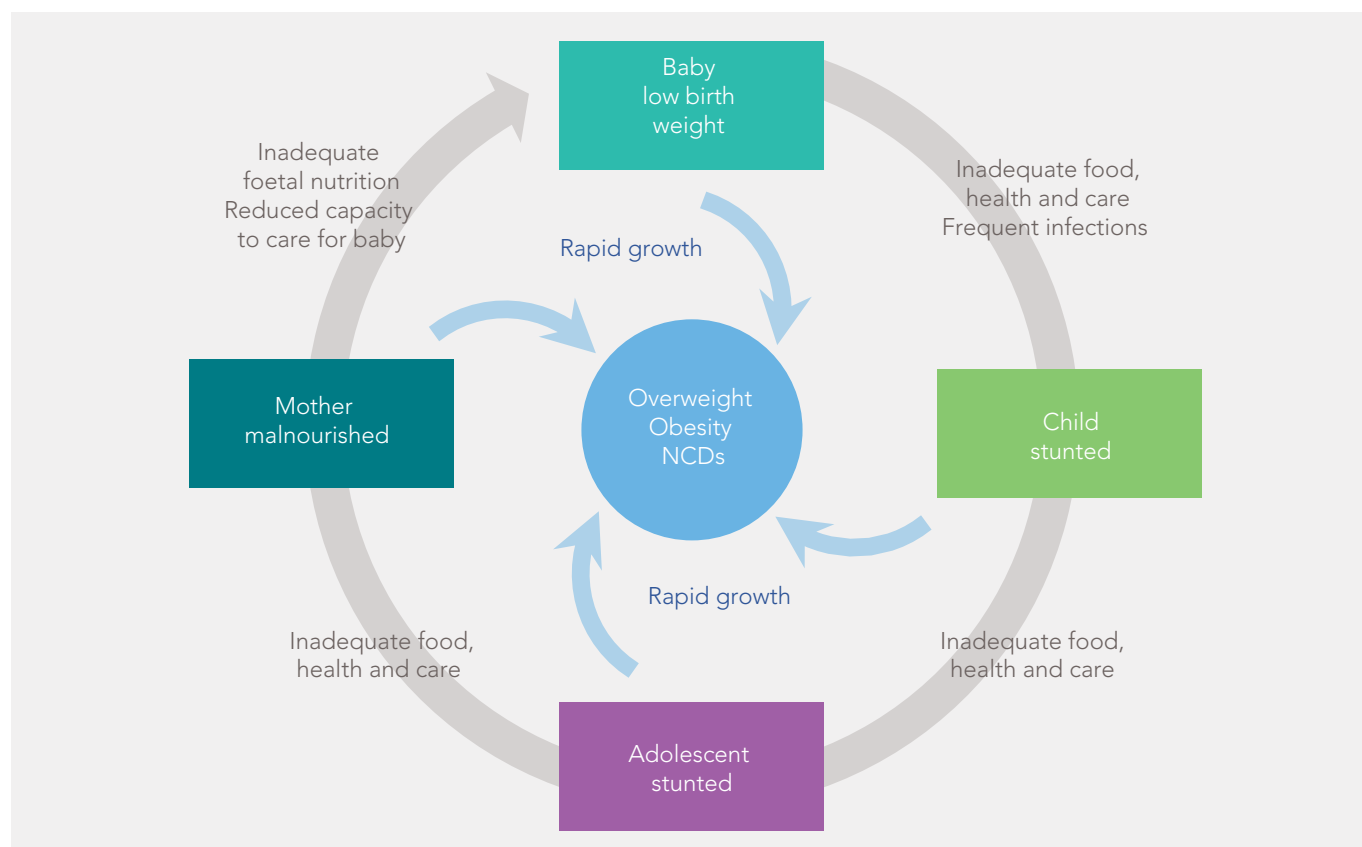 Baby
low birth
weight
Inadequate
foetal nutrition
Reduced capacity
to care for baby
Inadequate food,
health and care
Frequent infections
Rapid growth
Mother
malnourished
Overweight
Obesity
NCDs
Child
stunted
Rapid growth
Inadequate food,
health and care
Inadequate food,
health and care
Adolescent
stunted